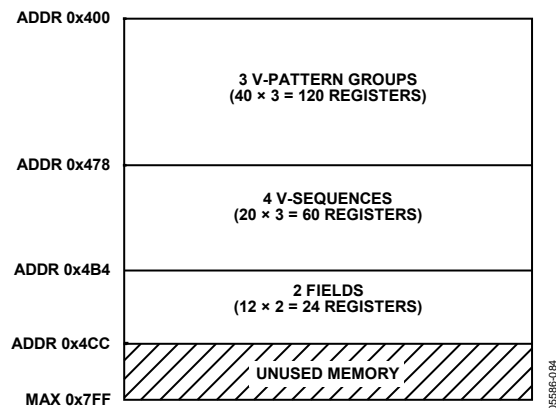 ADDR 0x400
3 V-PATTERN GROUPS
(40 × 3 = 120 REGISTERS)
ADDR 0x478
4 V-SEQUENCES
(20 × 3 = 60 REGISTERS)
ADDR 0x4B4
2 FIELDS
(12 × 2 = 24 REGISTERS)
ADDR 0x4CC
UNUSED MEMORY
MAX 0x7FF
05586-084